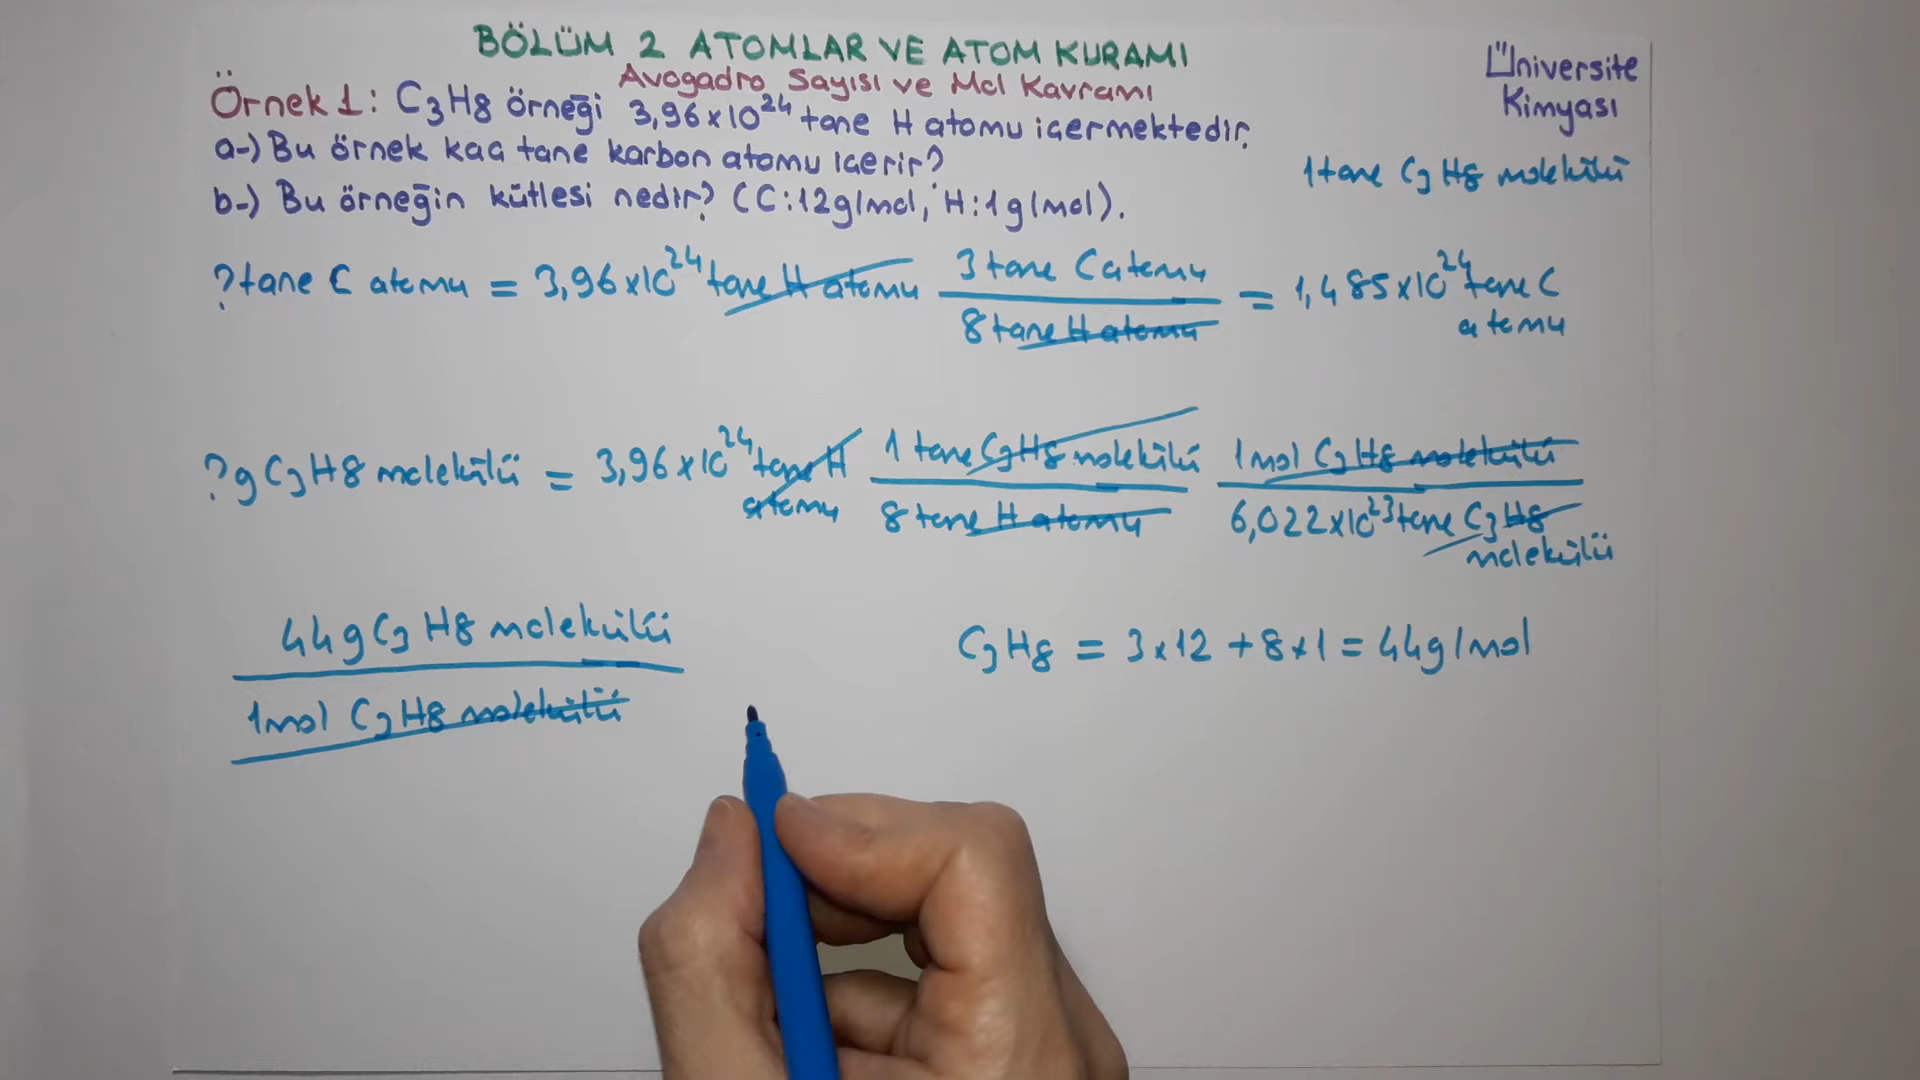 BÖLÜM 2 ATOMLAR VE ATOM KURAMI
Avogadro Sayısı ve Mol Kavramı
Üniversite
Kimyası
Örnek 1: C3H8 örneği 3,96x10^24 tane H atomu içermektedir.
a-) Bu örnek kaç tane karbon atomu içerir?
b-) Bu örneğin kütlesi nedir? (C:12g/mol, H:1g/mol).
1 tane C3H8 molekülü
? tane C atomu = 3,96x10^24 tane H atomu 3 tane C atomu / 8 tane H atomu = 1,485x10^24 tane C atomu
? g C3H8 molekülü = 3,96x10^24 tane H atomu 1 tane C3H8 molekülü / 8 tane H atomu 1mol C3H8 molekülü / 6,022x10^23 tane C3H8 molekülü
44g C3H8 molekülü
1mol C3H8 molekülü
C3H8 = 3x12 + 8x1 = 44g/mol